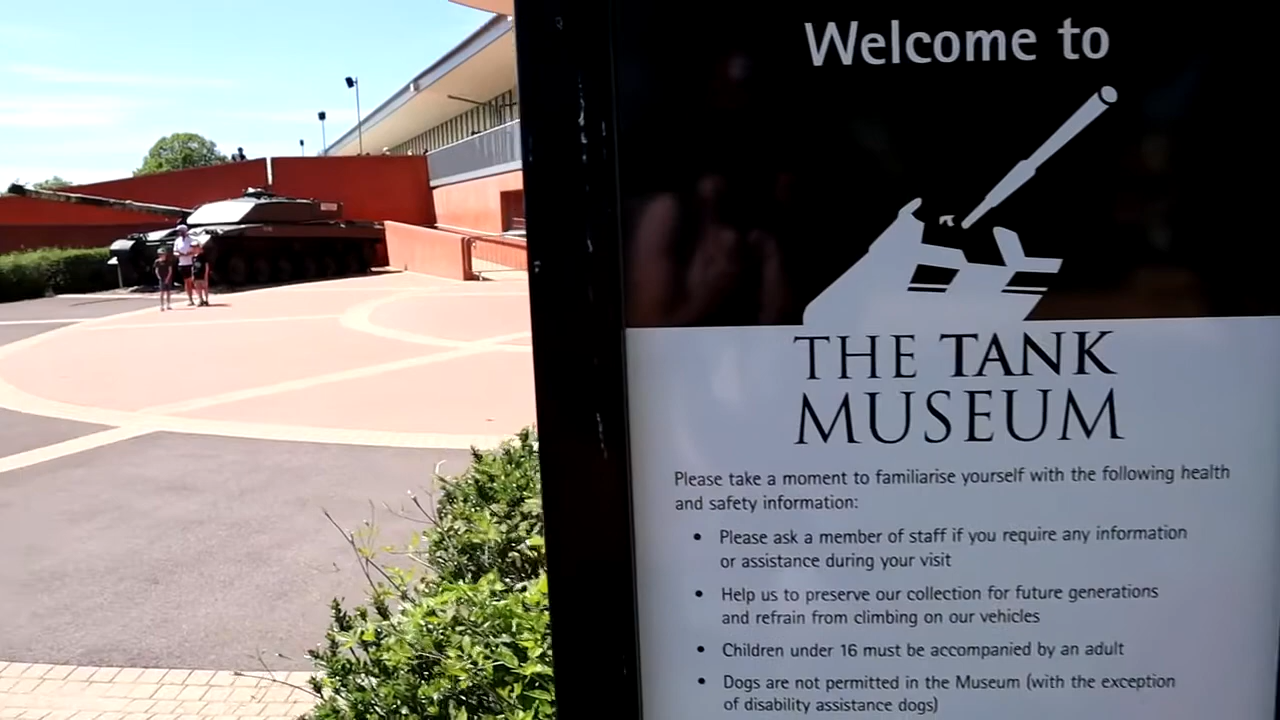 Welcome to
THE TANK
MUSEUM
Please take a moment to familiarise yourself with the following health
and safety information:
• Please ask a member of staff if you require any information
or assistance during your visit
• Help us to preserve our collection for future generations
and refrain from climbing on our vehicles
• Children under 16 must be accompanied by an adult
• Dogs are not permitted in the Museum (with the exception
of disability assistance dogs)